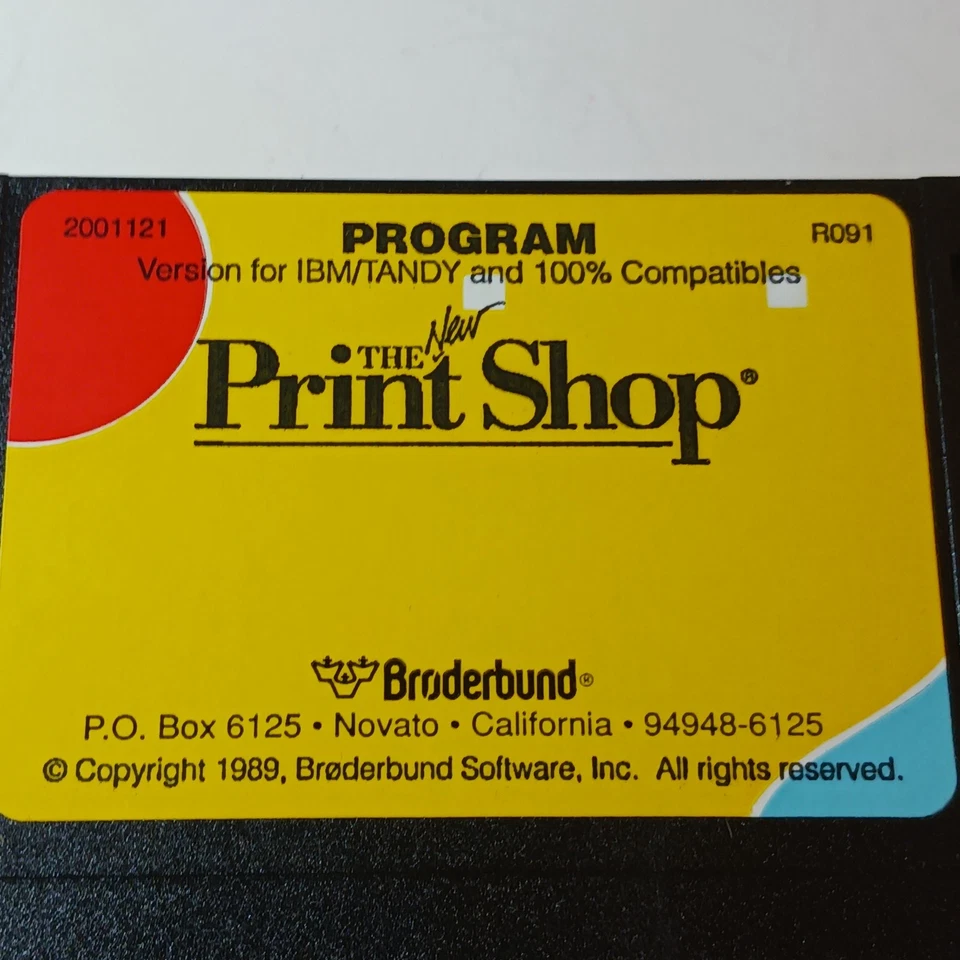 2001121 PROGRAM R091
Version for IBM/TANDY and 100% Compatibles
THE New
Print Shop®
Brøderbund®
P.O. Box 6125 • Novato • California • 94948-6125
© Copyright 1989, Brøderbund Software, Inc. All rights reserved.